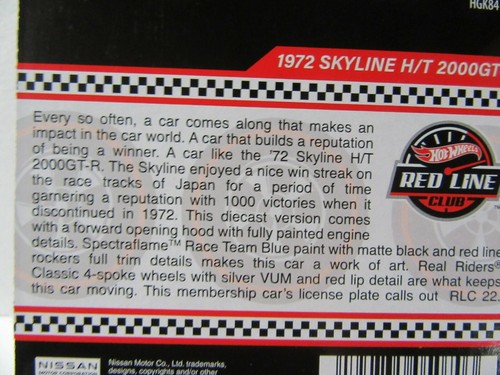 HGK84
1972 SKYLINE H/T 2000GT
Every so often, a car comes along that makes an
impact in the car world. A car that builds a reputation
of being a winner. A car like the '72 Skyline H/T
2000GT-R. The Skyline enjoyed a nice win streak on
the race tracks of Japan for a period of time
garnering a reputation with 1000 victories when it
discontinued in 1972. This diecast version comes
with a forward opening hood with fully painted engine
details. Spectraflame™ Race Team Blue paint with matte black and red line
rockers full trim details makes this car a work of art. Real Riders®
Classic 4-spoke wheels with silver VUM and red lip detail are what keeps
this car moving. This membership car's license plate calls out RLC 22.
Hot Wheels
RED LINE
CLUB™
NISSAN
NISSAN MOTOR CORPORATION
Nissan Motor Co., Ltd. trademarks,
designs, copyrights and/or other